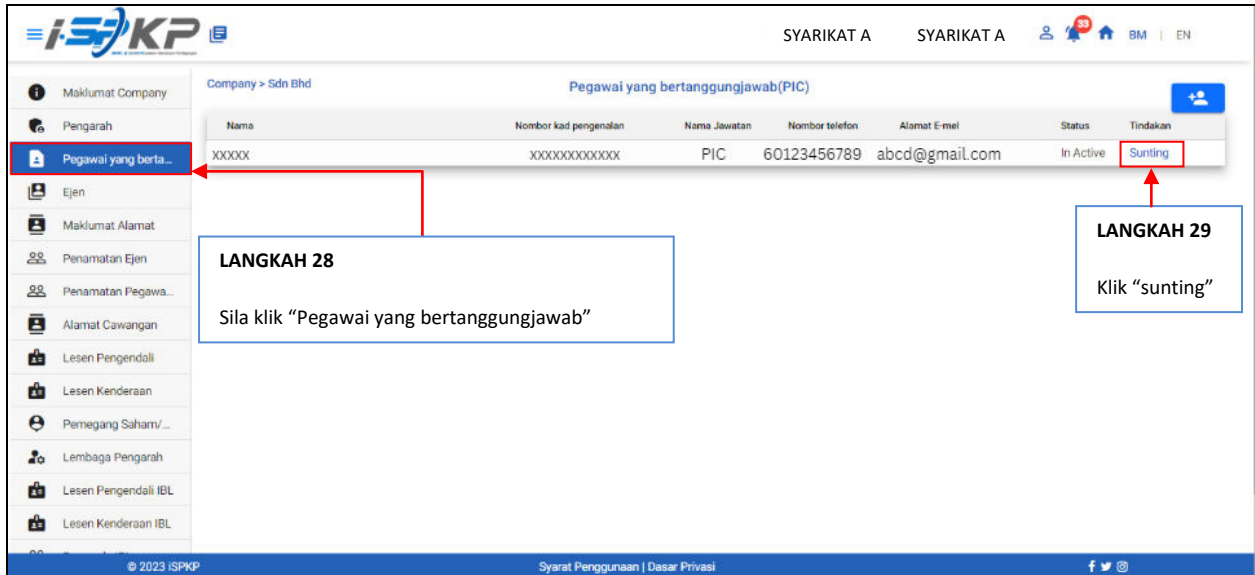 i-SPKP
SYARIKAT A SYARIKAT A 33 BM | EN
Company > Sdn Bhd
Pegawai yang bertanggungjawab(PIC)
Maklumat Company
Pengarah
Pegawai yang berta...
Ejen
Maklumat Alamat
Penamatan Ejen
Penamatan Pegawa...
Alamat Cawangan
Lesen Pengendali
Lesen Kenderaan
Pemegang Saham/...
Lembaga Pengarah
Lesen Pengendali IBL
Lesen Kenderaan IBL
Nama Nombor kad pengenalan Nama Jawatan Nombor telefon Alamat E-mel Status Tindakan
XXXXX XXXXXXXXXXXX PIC 60123456789 abcd@gmail.com In Active Sunting
LANGKAH 28
Sila klik “Pegawai yang bertanggungjawab”
LANGKAH 29
Klik “sunting”
© 2023 iSPKP Syarat Penggunaan | Dasar Privasi